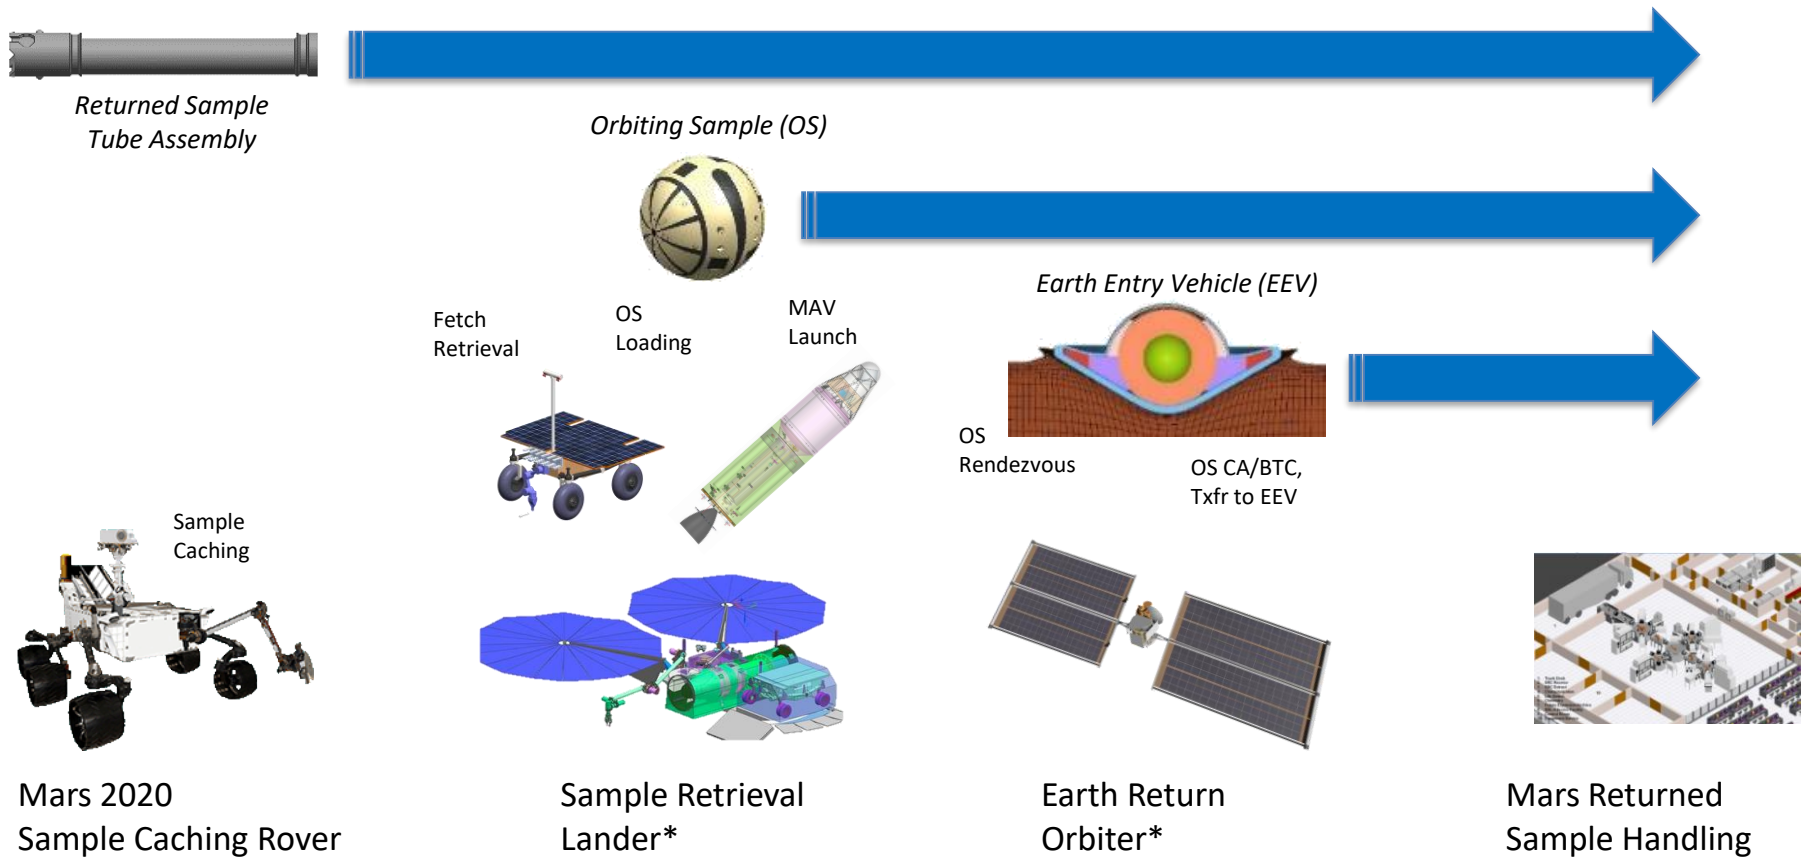 Returned Sample
Tube Assembly
Orbiting Sample (OS)
Earth Entry Vehicle (EEV)
Fetch
Retrieval
OS
Loading
MAV
Launch
OS
Rendezvous
OS CA/BTC,
Txfr to EEV
Sample
Caching
Mars 2020
Sample Caching Rover
Sample Retrieval
Lander*
Earth Return
Orbiter*
Mars Returned
Sample Handling